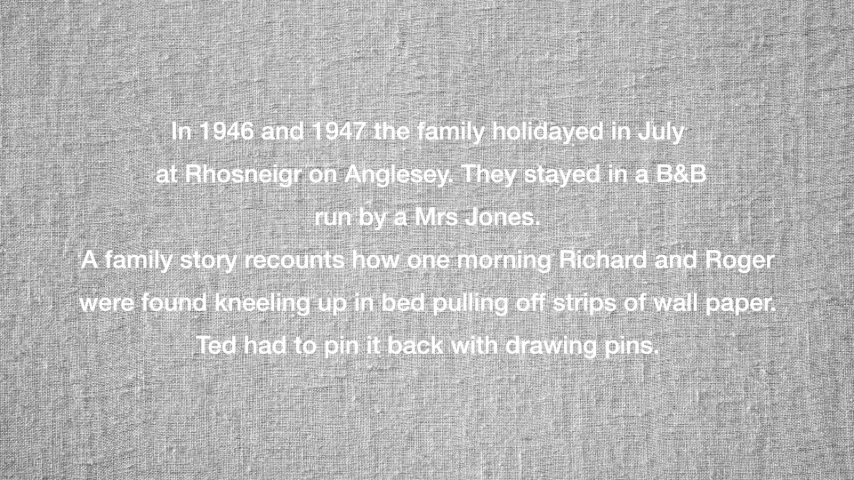 In 1946 and 1947 the family holidayed in July
at Rhosneigr on Anglesey. They stayed in a B&B
run by a Mrs Jones.
A family story recounts how one morning Richard and Roger
were found kneeling up in bed pulling off strips of wall paper.
Ted had to pin it back with drawing pins.